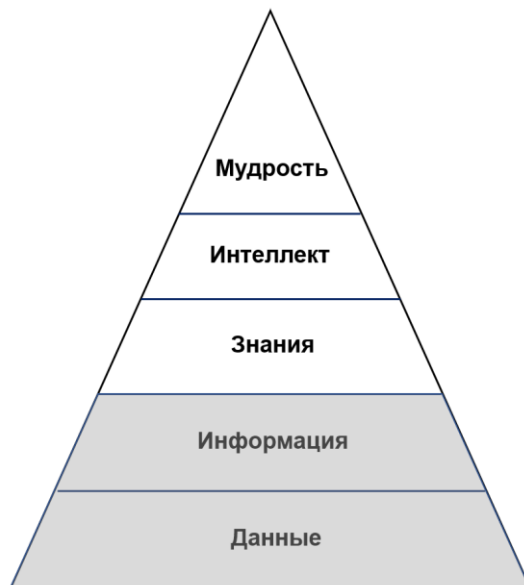 Мудрость
Интеллект
Знания
Информация
Данные